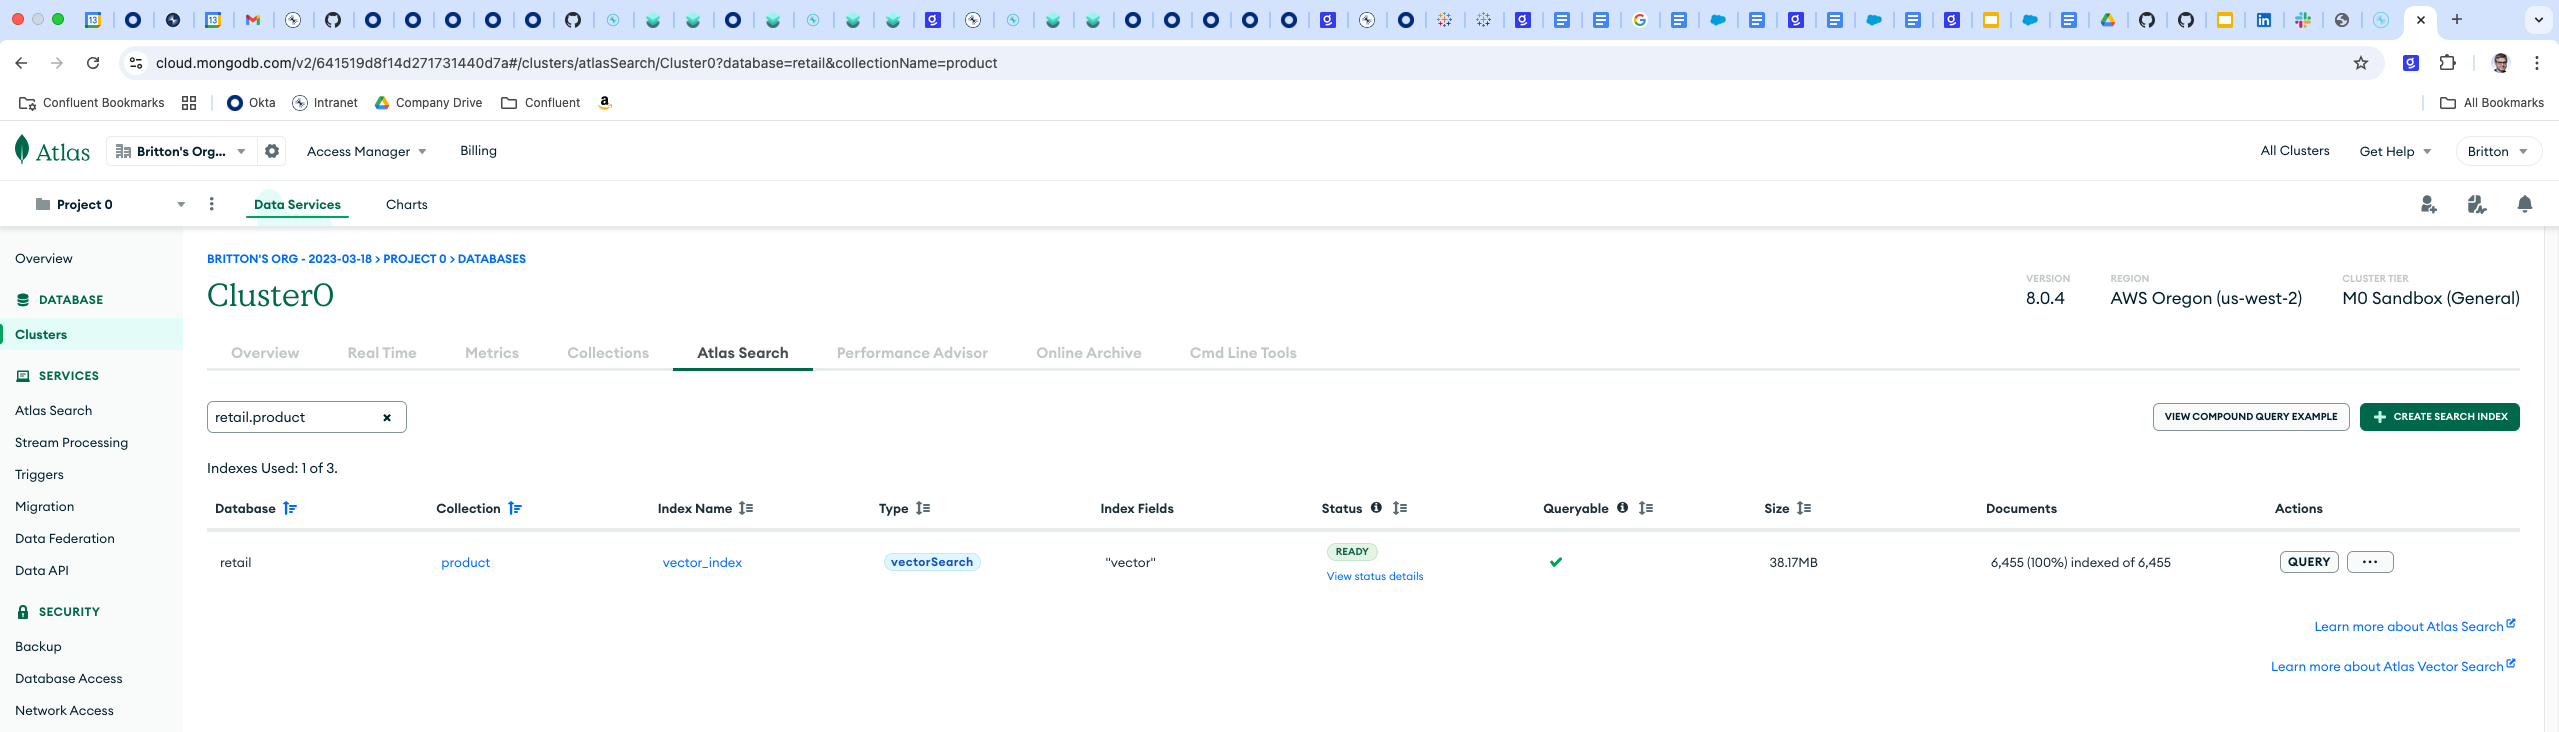 cloud.mongodb.com/v2/641519d8f14d271731440d7a#/clusters/atlasSearch/Cluster0?database=retail&collectionName=product
Confluent Bookmarks Okta Intranet Company Drive Confluent All Bookmarks
Atlas Britton's Org... Access Manager Billing All Clusters Get Help Britton
Project 0 Data Services Charts
Overview
DATABASE
Clusters
SERVICES
Atlas Search
Stream Processing
Triggers
Migration
Data Federation
Data API
SECURITY
Backup
Database Access
Network Access
BRITTON'S ORG - 2023-03-18 > PROJECT 0 > DATABASES
Cluster0
VERSION REGION CLUSTER TIER
8.0.4 AWS Oregon (us-west-2) M0 Sandbox (General)
Overview Real Time Metrics Collections Atlas Search Performance Advisor Online Archive Cmd Line Tools
retail.product VIEW COMPOUND QUERY EXAMPLE CREATE SEARCH INDEX
Indexes Used: 1 of 3.
Database Collection Index Name Type Index Fields Status Queryable Size Documents Actions
retail product vector_index vectorSearch "vector" READY 38.17MB 6,455 (100%) indexed of 6,455 QUERY ...
View status details
Learn more about Atlas Search
Learn more about Atlas Vector Search